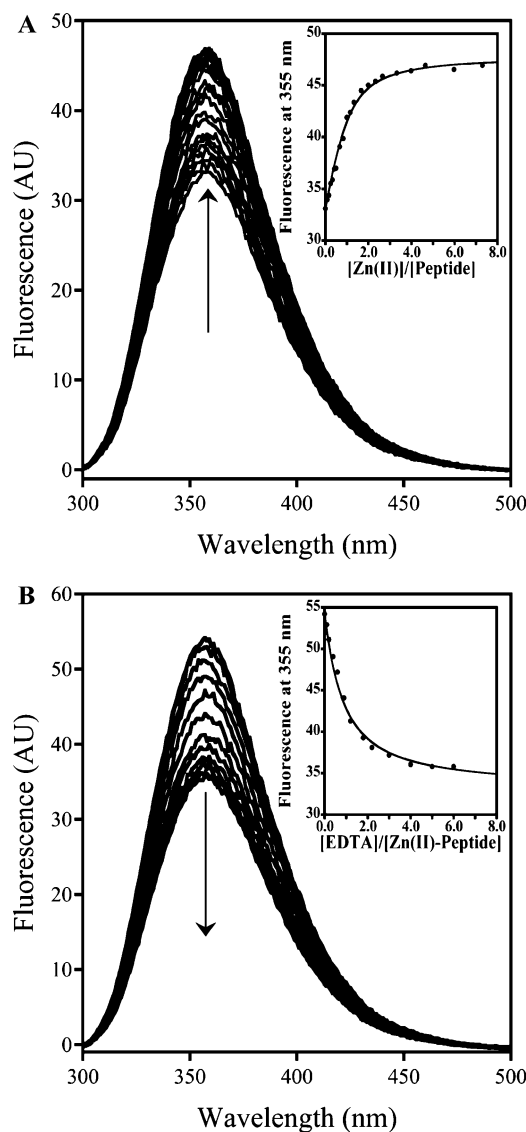 A
Fluorescence (AU)
50
40
30
20
10
0
300 350 400 450 500
Wavelength (nm)
Fluorescence at 355 nm
50
45
40
35
30
0.0 2.0 4.0 6.0 8.0
[Zn(II)]/[Peptide]
B
Fluorescence (AU)
60
50
40
30
20
10
0
300 350 400 450 500
Wavelength (nm)
Fluorescence at 355 nm
55
50
45
40
35
30
0.0 2.0 4.0 6.0 8.0
[EDTA]/[Zn(II)-Peptide]